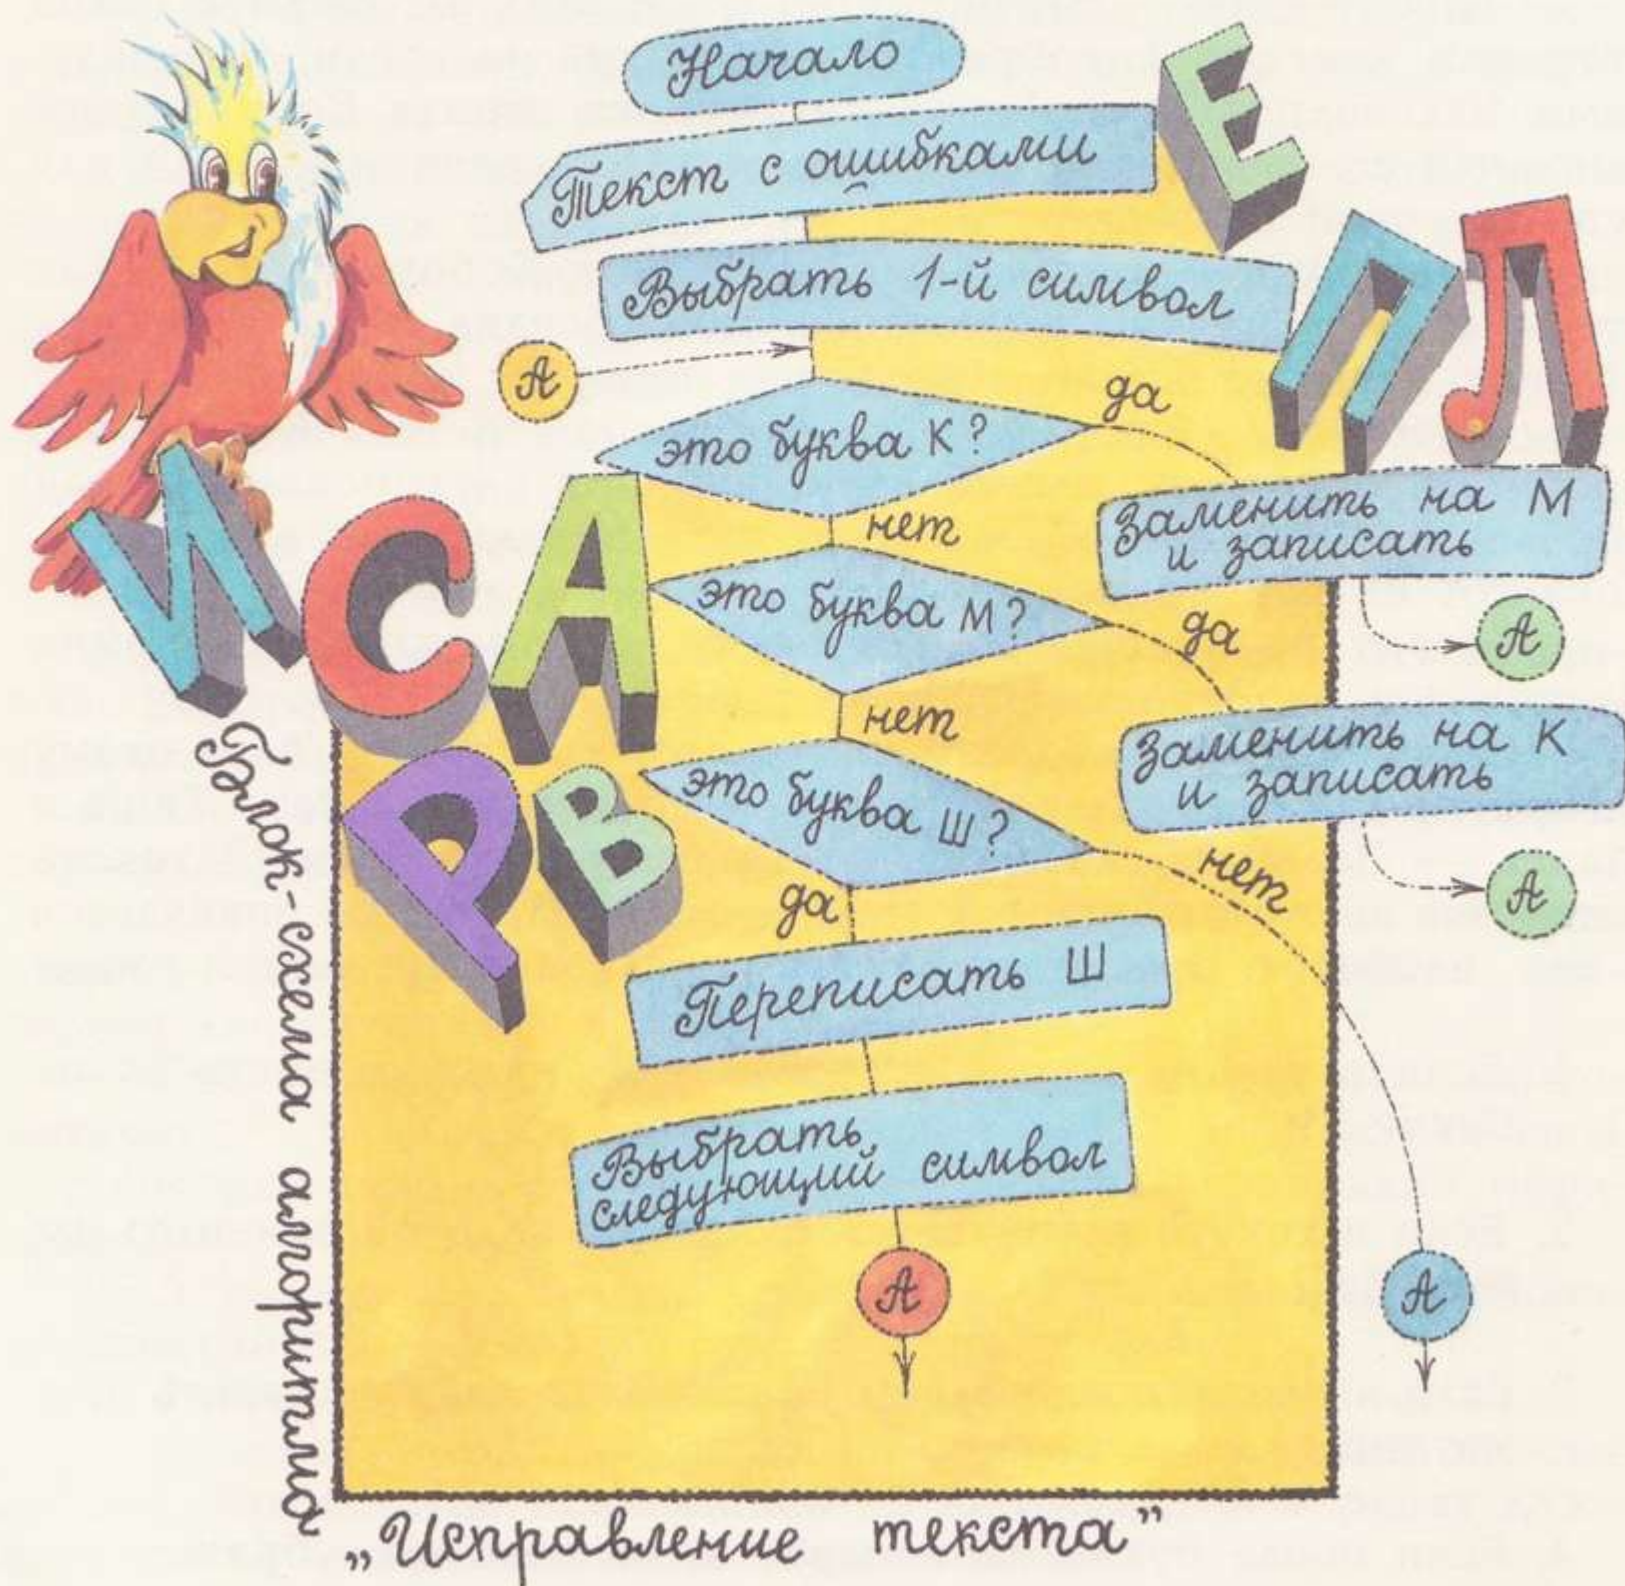 Начало
Е
Текст с ошибками
Выбрать 1-й символ
П Л
А
да
это буква К?
нет
Заменить на М
и записать
А
И С А
это буква М?
да
нет
Заменить на К
и записать
А
Р В
это буква Ш?
нет
да
Переписать Ш
Выбрать
следующий символ
А
А
Блок-схема алгоритма
„Исправление текста”